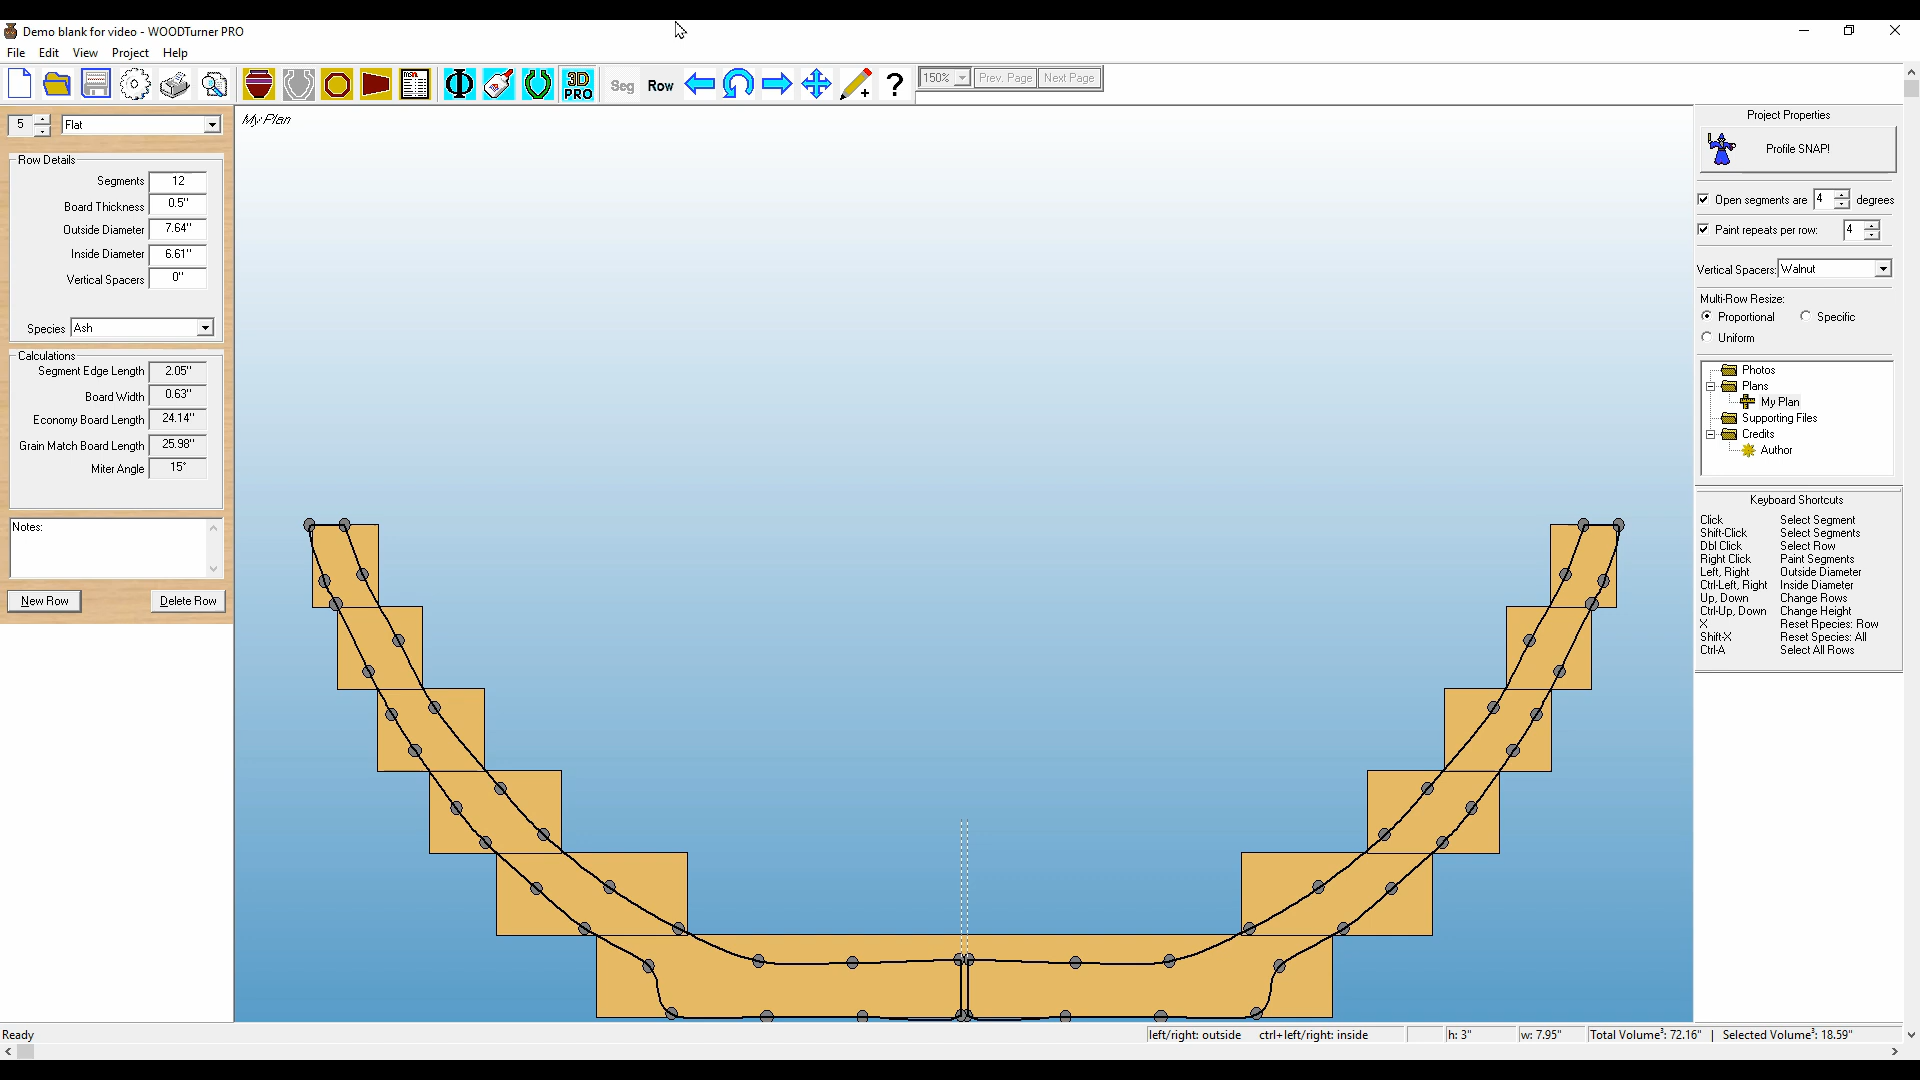 Demo blank for video - WOODTurner PRO
File Edit View Project Help
3D PRO Seg Row ? 150% Prev. Page Next Page
5 Flat
My Plan
Row Details
Segments 12
Board Thickness 0.5"
Outside Diameter 7.64"
Inside Diameter 6.61"
Vertical Spacers 0"
Species Ash
Calculations
Segment Edge Length 2.05"
Board Width 0.63"
Economy Board Length 24.14"
Grain Match Board Length 25.98"
Miter Angle 15°
Notes:
New Row Delete Row
Project Properties
Profile SNAP!
Open segments are 4 degrees
Paint repeats per row: 4
Vertical Spacers: Walnut
Multi-Row Resize:
Proportional Specific
Uniform
Photos
Plans
My Plan
Supporting Files
Credits
Author
Keyboard Shortcuts
Click Select Segment
Shift-Click Select Segments
Dbl Click Select Row
Right Click Paint Segments
Left, Right Outside Diameter
Ctrl-Left, Right Inside Diameter
Up, Down Change Rows
Ctrl-Up, Down Change Height
X Reset Rpecies: Row
Shift-X Reset Species: All
Ctrl-A Select All Rows
Ready left/right: outside ctrl+left/right: inside h: 3" w: 7.95" Total Volume³: 72.16" | Selected Volume³: 18.59"